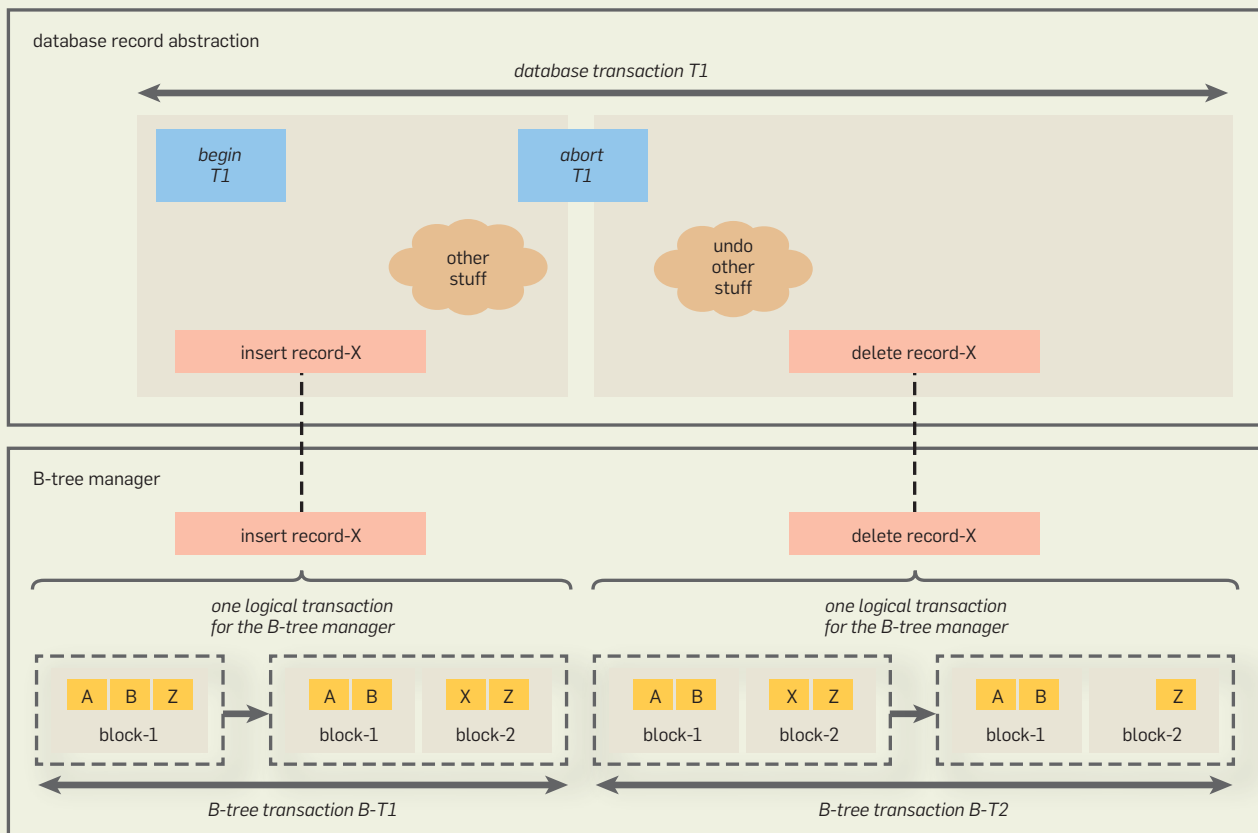 database record abstraction
database transaction T1
begin
T1
abort
T1
other
stuff
undo
other
stuff
insert record-X
delete record-X
B-tree manager
insert record-X
delete record-X
one logical transaction
for the B-tree manager
one logical transaction
for the B-tree manager
A B Z
block-1
A B
block-1
X Z
block-2
A B
block-1
X Z
block-2
A B
block-1
Z
block-2
B-tree transaction B-T1
B-tree transaction B-T2